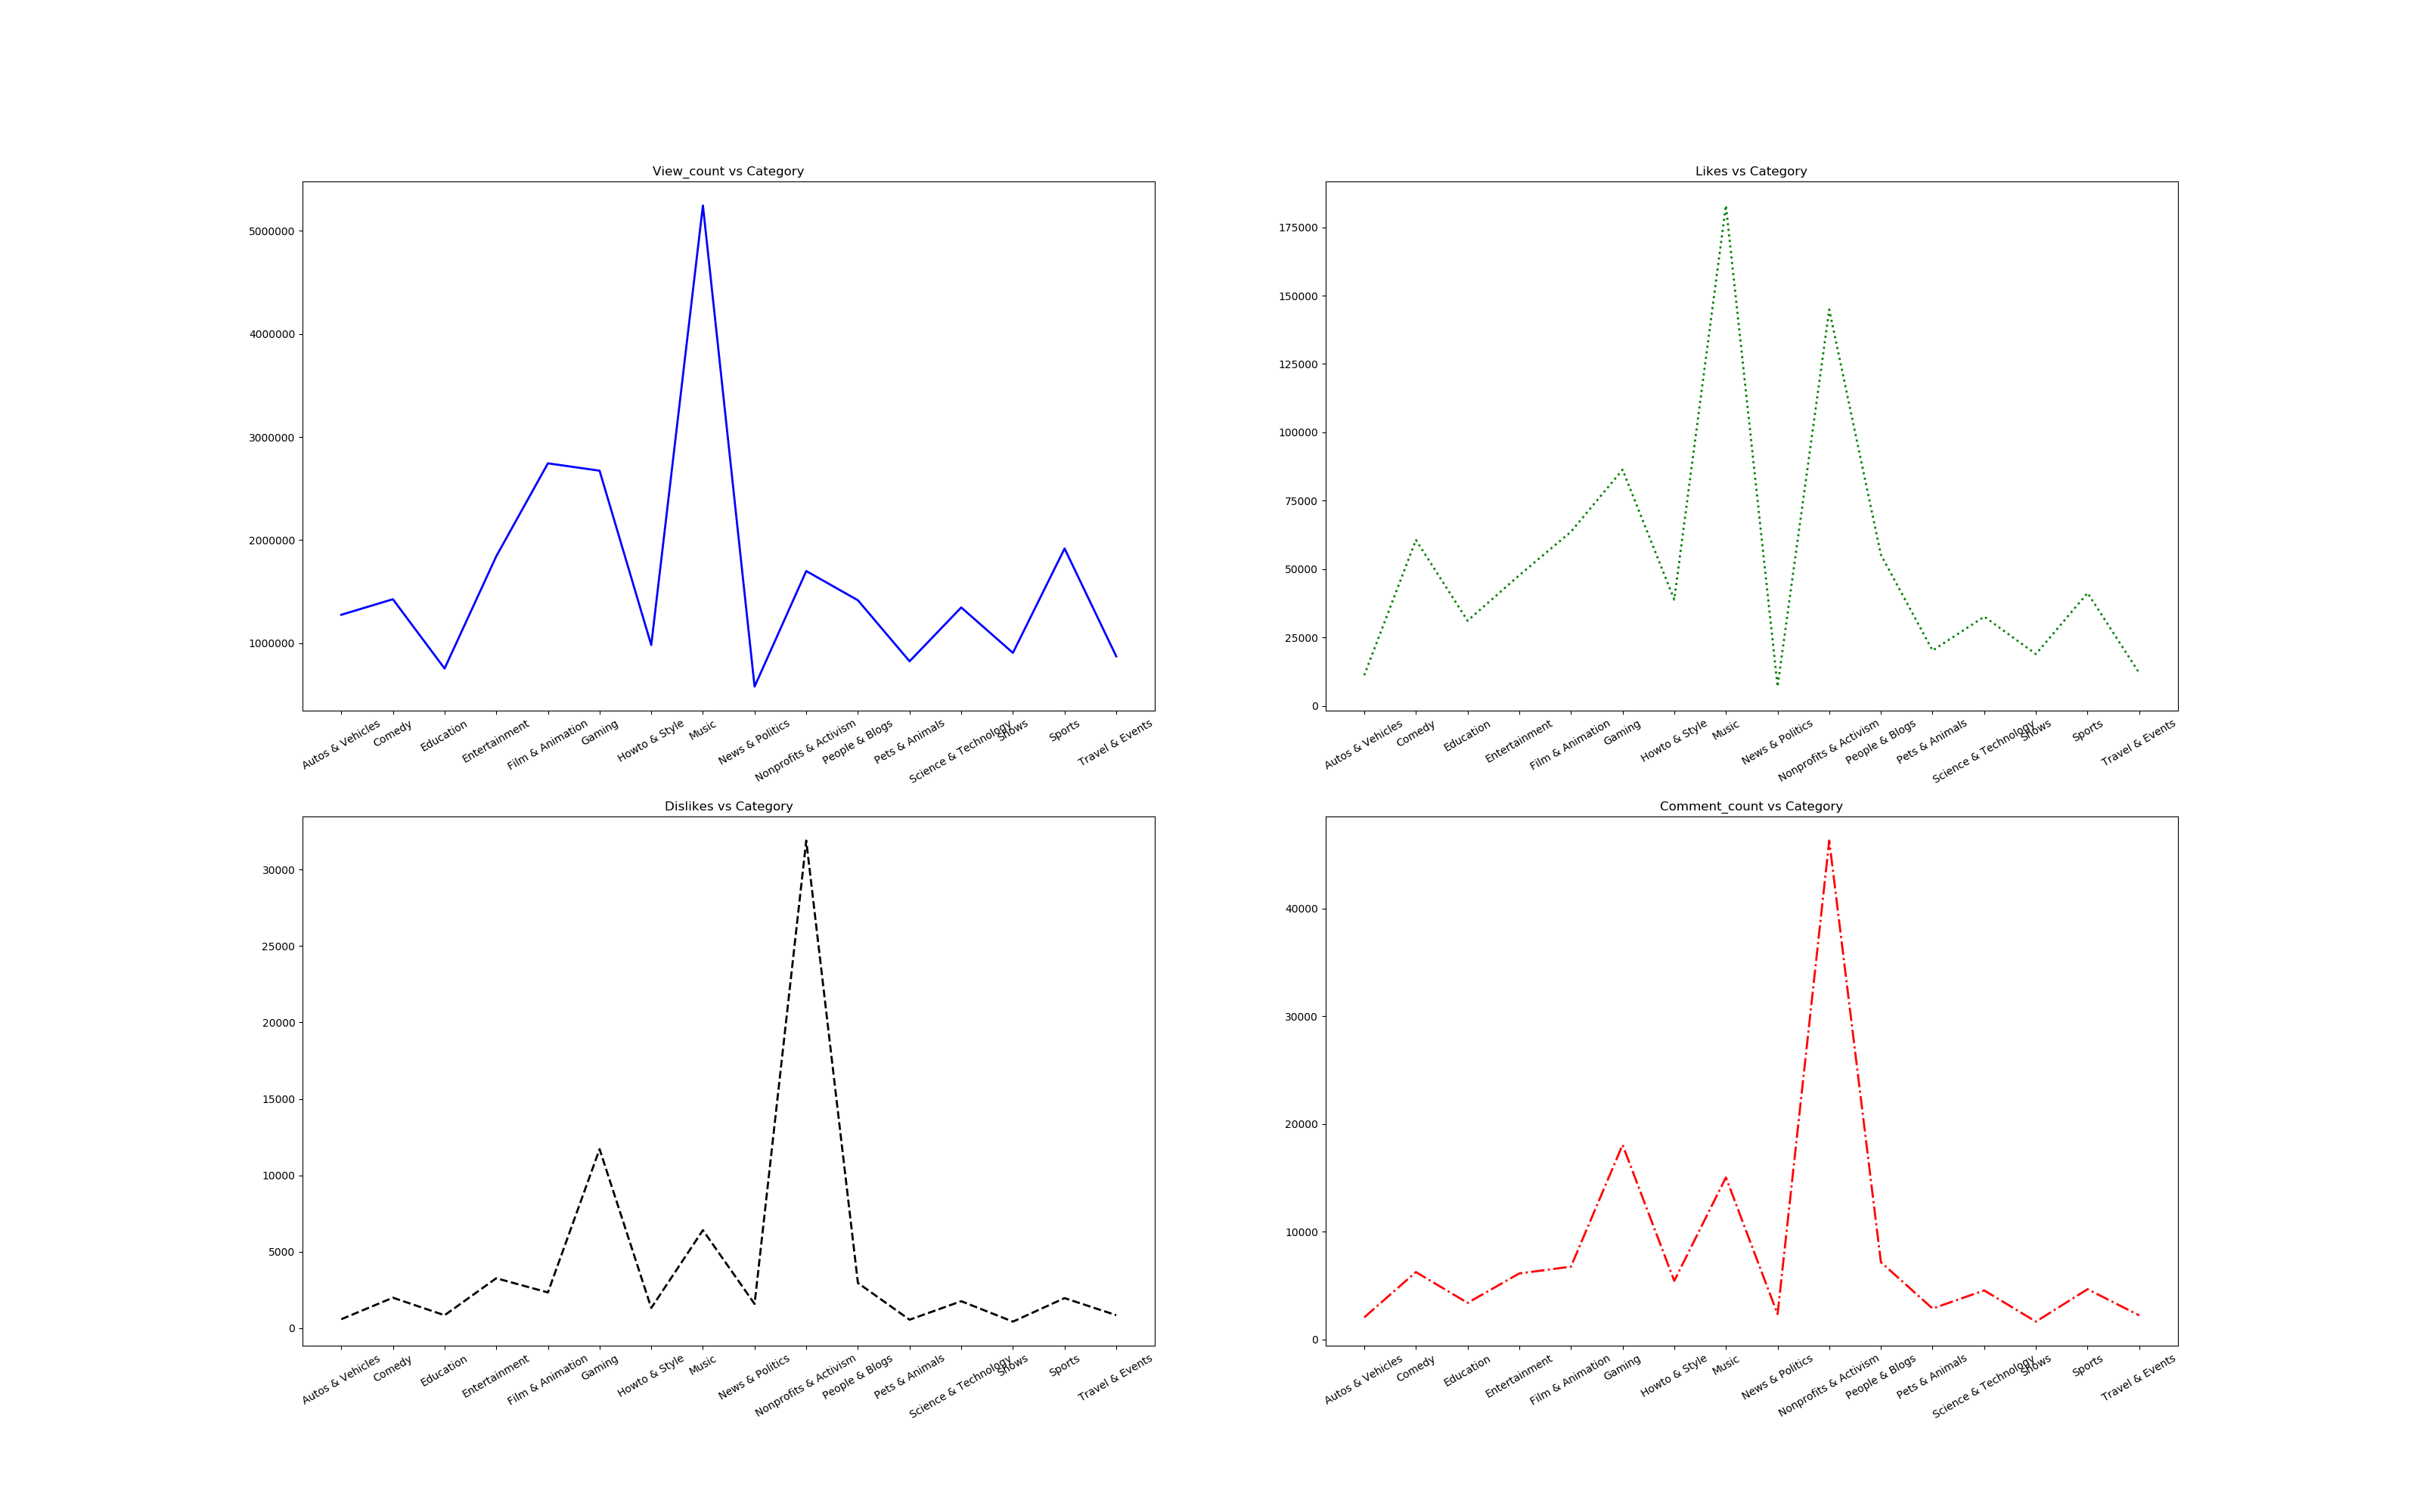 View_count vs Category
5000000
4000000
3000000
2000000
1000000
Autos & Vehicles
Comedy
Education
Entertainment
Film & Animation
Gaming
Howto & Style
Music
News & Politics
Nonprofits & Activism
People & Blogs
Pets & Animals
Science & Technology
Shows
Sports
Travel & Events
Likes vs Category
175000
150000
125000
100000
75000
50000
25000
0
Autos & Vehicles
Comedy
Education
Entertainment
Film & Animation
Gaming
Howto & Style
Music
News & Politics
Nonprofits & Activism
People & Blogs
Pets & Animals
Science & Technology
Shows
Sports
Travel & Events
Dislikes vs Category
30000
25000
20000
15000
10000
5000
0
Autos & Vehicles
Comedy
Education
Entertainment
Film & Animation
Gaming
Howto & Style
Music
News & Politics
Nonprofits & Activism
People & Blogs
Pets & Animals
Science & Technology
Shows
Sports
Travel & Events
Comment_count vs Category
40000
30000
20000
10000
0
Autos & Vehicles
Comedy
Education
Entertainment
Film & Animation
Gaming
Howto & Style
Music
News & Politics
Nonprofits & Activism
People & Blogs
Pets & Animals
Science & Technology
Shows
Sports
Travel & Events